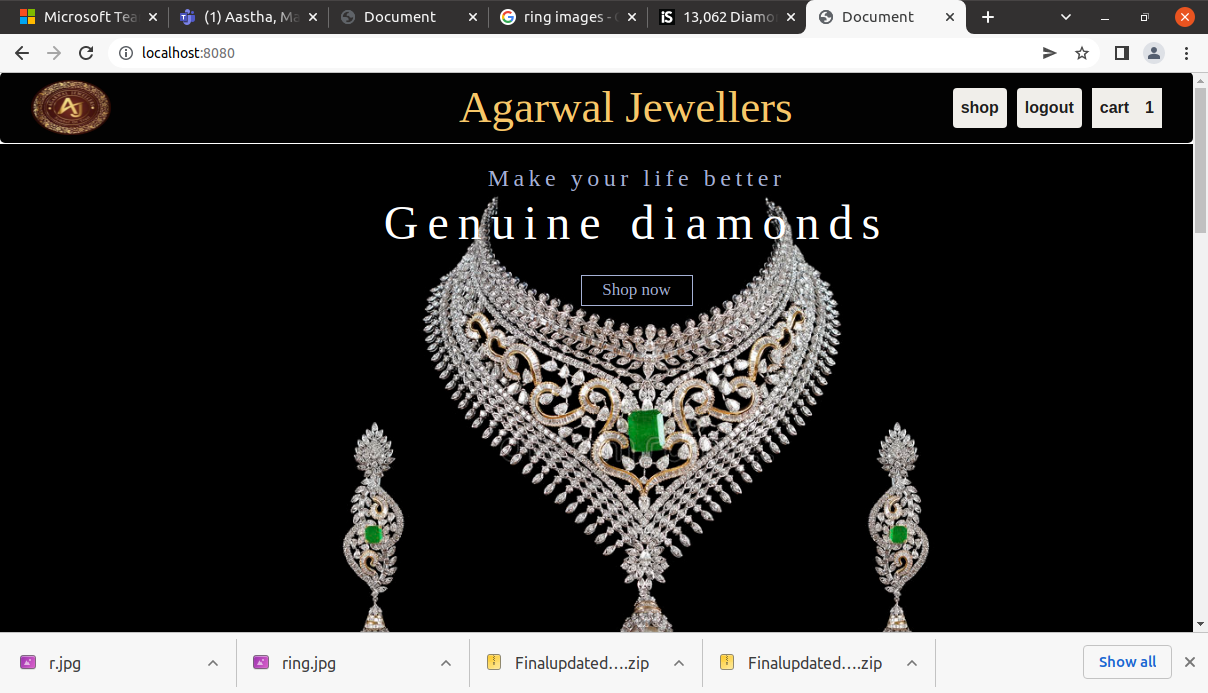 Microsoft Tea
(1) Aastha, Ma
Document
ring images - G
13,062 Diamo
Document
localhost:8080
AJ
Agarwal Jewellers
shop
logout
cart 1
Make your life better
Genuine diamonds
Shop now
r.jpg
ring.jpg
Finalupdated....zip
Finalupdated....zip
Show all